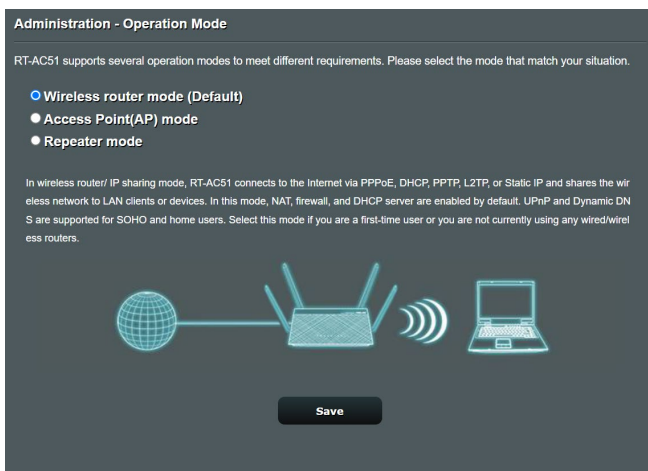 Administration - Operation Mode
RT-AC51 supports several operation modes to meet different requirements. Please select the mode that match your situation.
Wireless router mode (Default)
Access Point(AP) mode
Repeater mode
In wireless router/ IP sharing mode, RT-AC51 connects to the Internet via PPPoE, DHCP, PPTP, L2TP, or Static IP and shares the wir
eless network to LAN clients or devices. In this mode, NAT, firewall, and DHCP server are enabled by default. UPnP and Dynamic DN
S are supported for SOHO and home users. Select this mode if you are a first-time user or you are not currently using any wired/wirel
ess routers.
Save